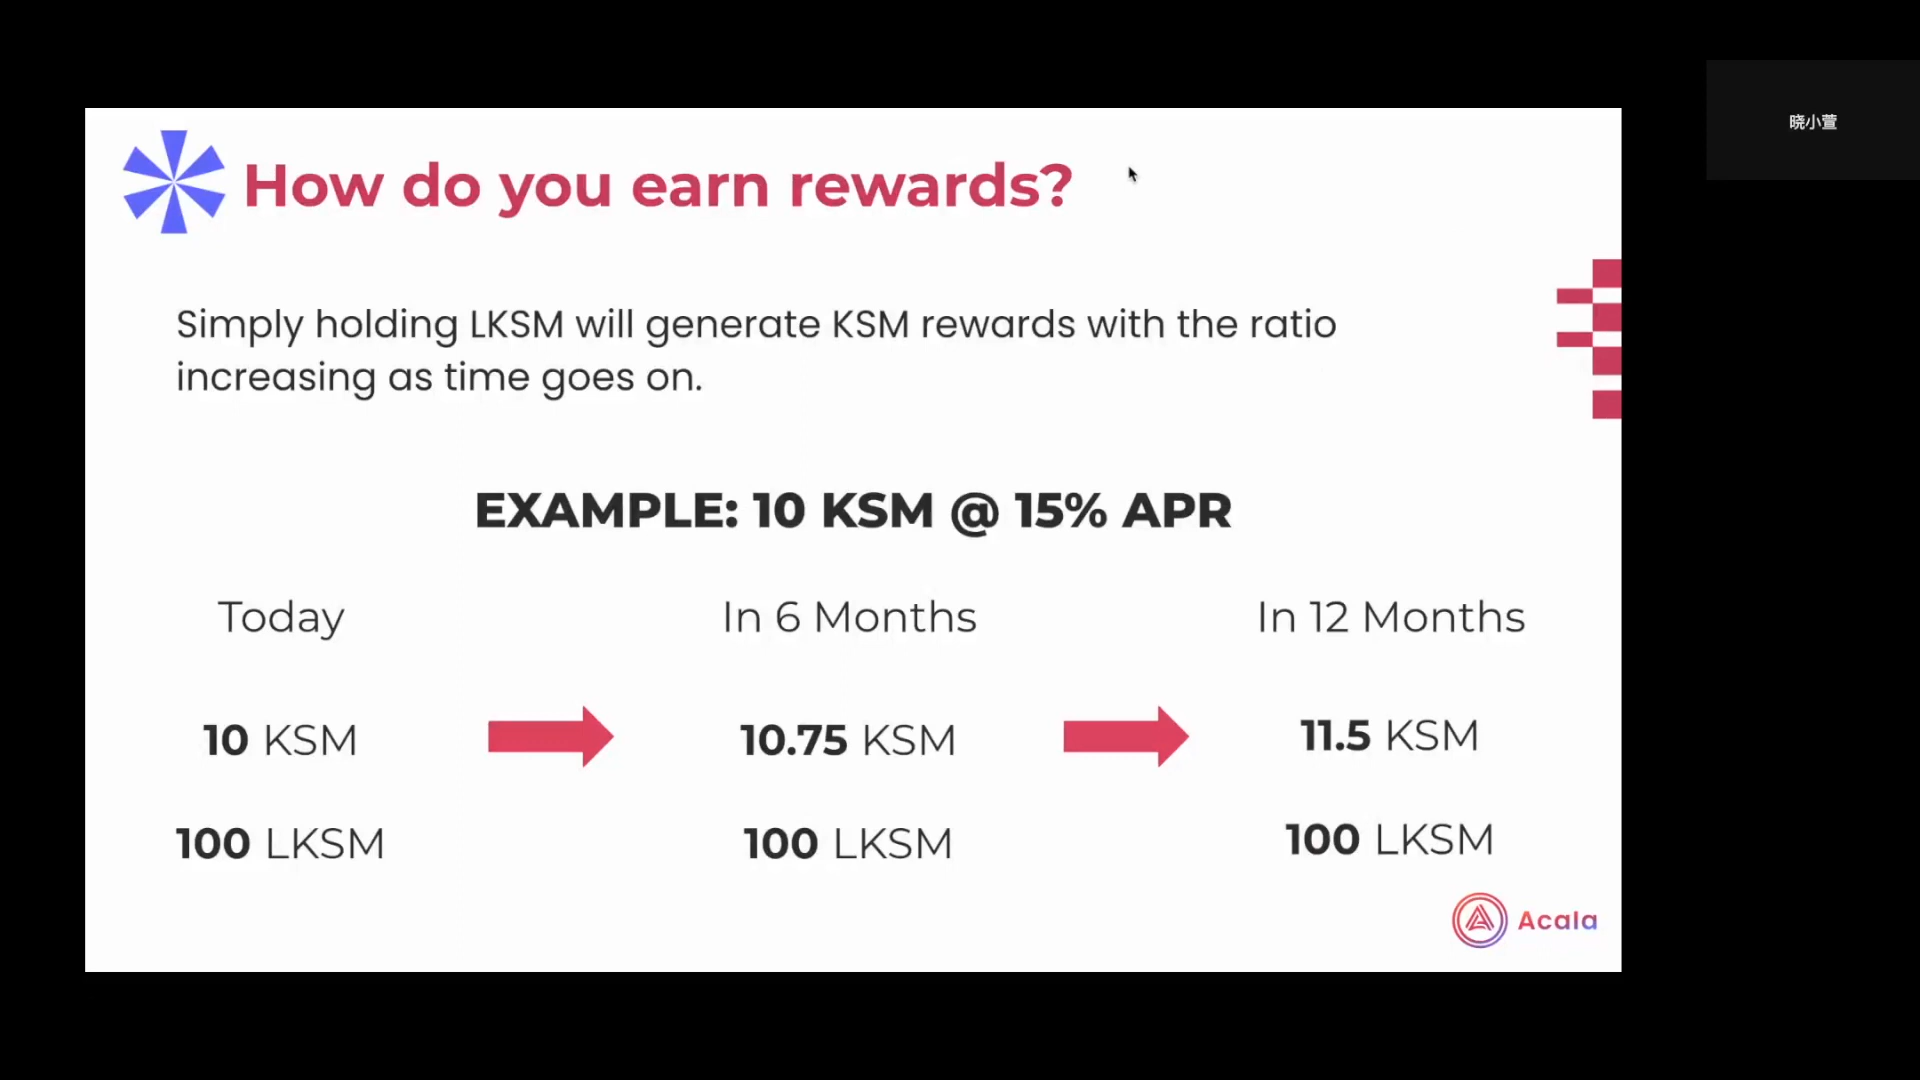 How do you earn rewards?
晓小萱
Simply holding LKSM will generate KSM rewards with the ratio
increasing as time goes on.
EXAMPLE: 10 KSM @ 15% APR
Today
In 6 Months
In 12 Months
10 KSM
10.75 KSM
11.5 KSM
100 LKSM
100 LKSM
100 LKSM
Acala